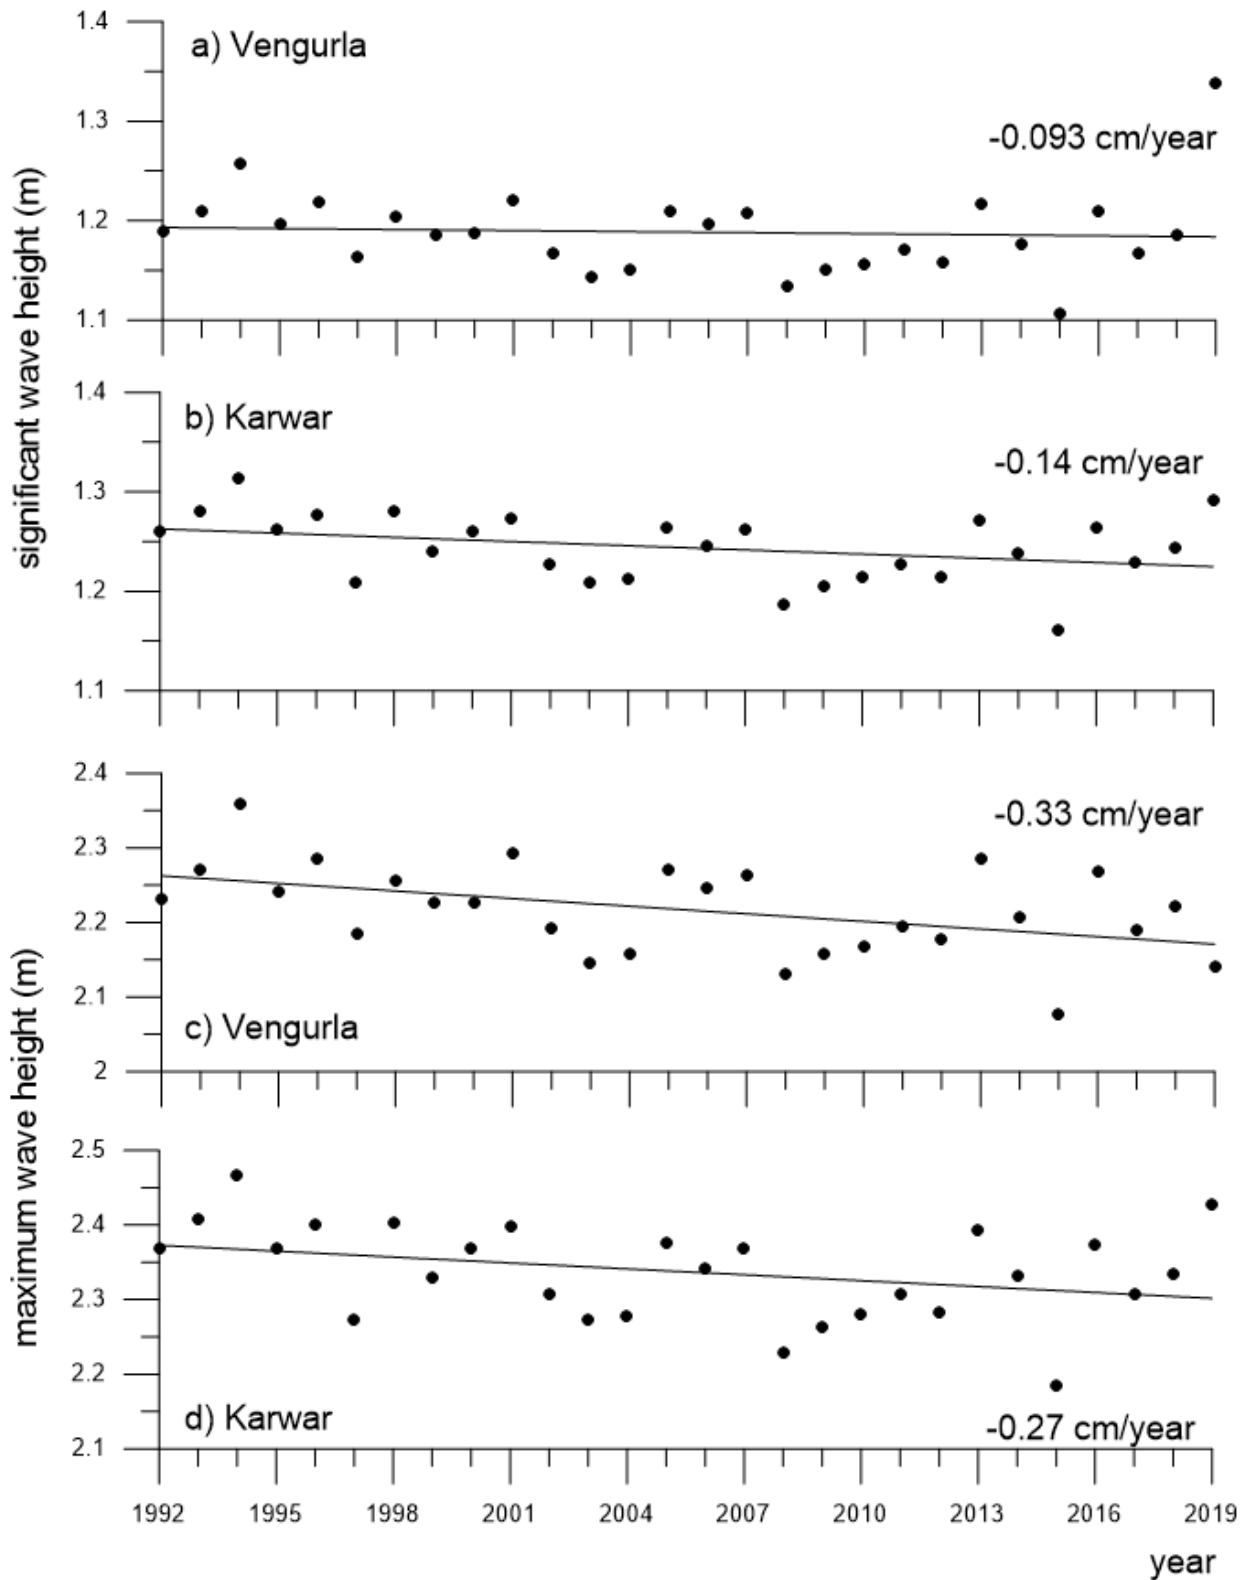 1.4
a) Vengurla
1.3
-0.093 cm/year
1.2
1.1
significant wave height (m)
1.4
b) Karwar
-0.14 cm/year
1.3
1.2
1.1
2.4
-0.33 cm/year
2.3
2.2
2.1
c) Vengurla
2
maximum wave height (m)
2.5
2.4
2.3
2.2
d) Karwar
-0.27 cm/year
2.1
1992 1995 1998 2001 2004 2007 2010 2013 2016 2019
year